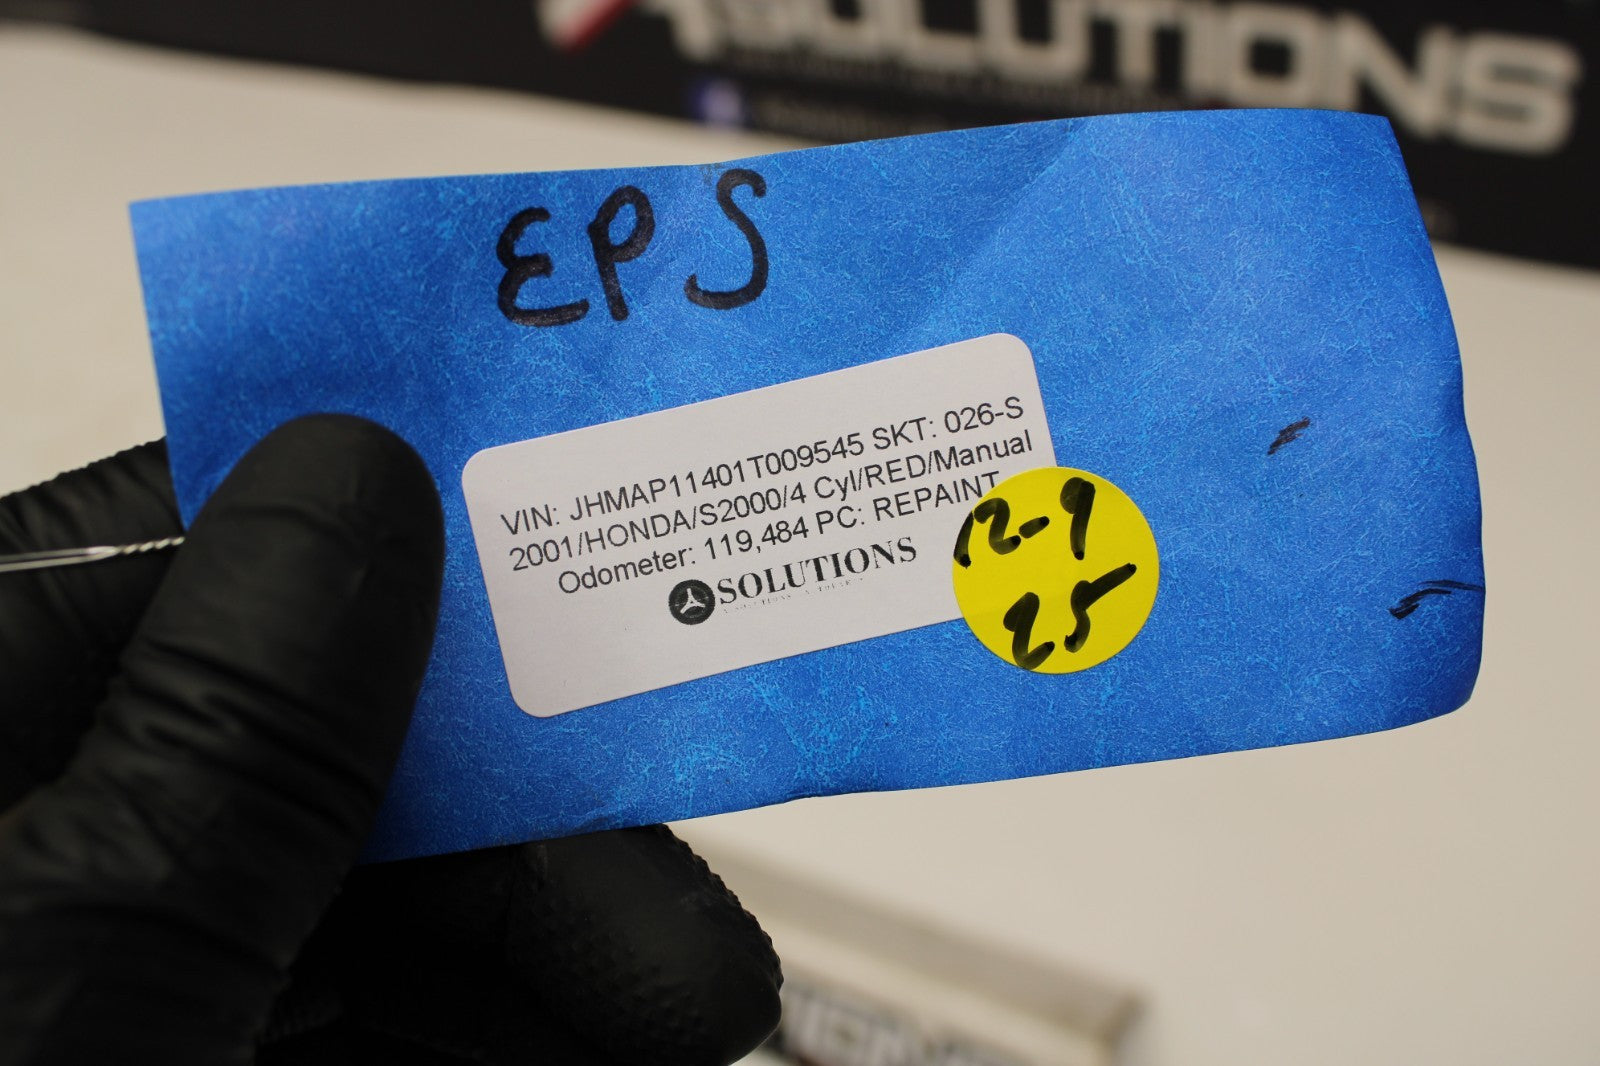 SOLUTIONS
EPS
VIN: JHMAP11401T009545 SKT: 026-S
2001/HONDA/S2000/4 Cyl/RED/Manual
Odometer: 119,484 PC: REPAINT
SOLUTIONS
12-9
25